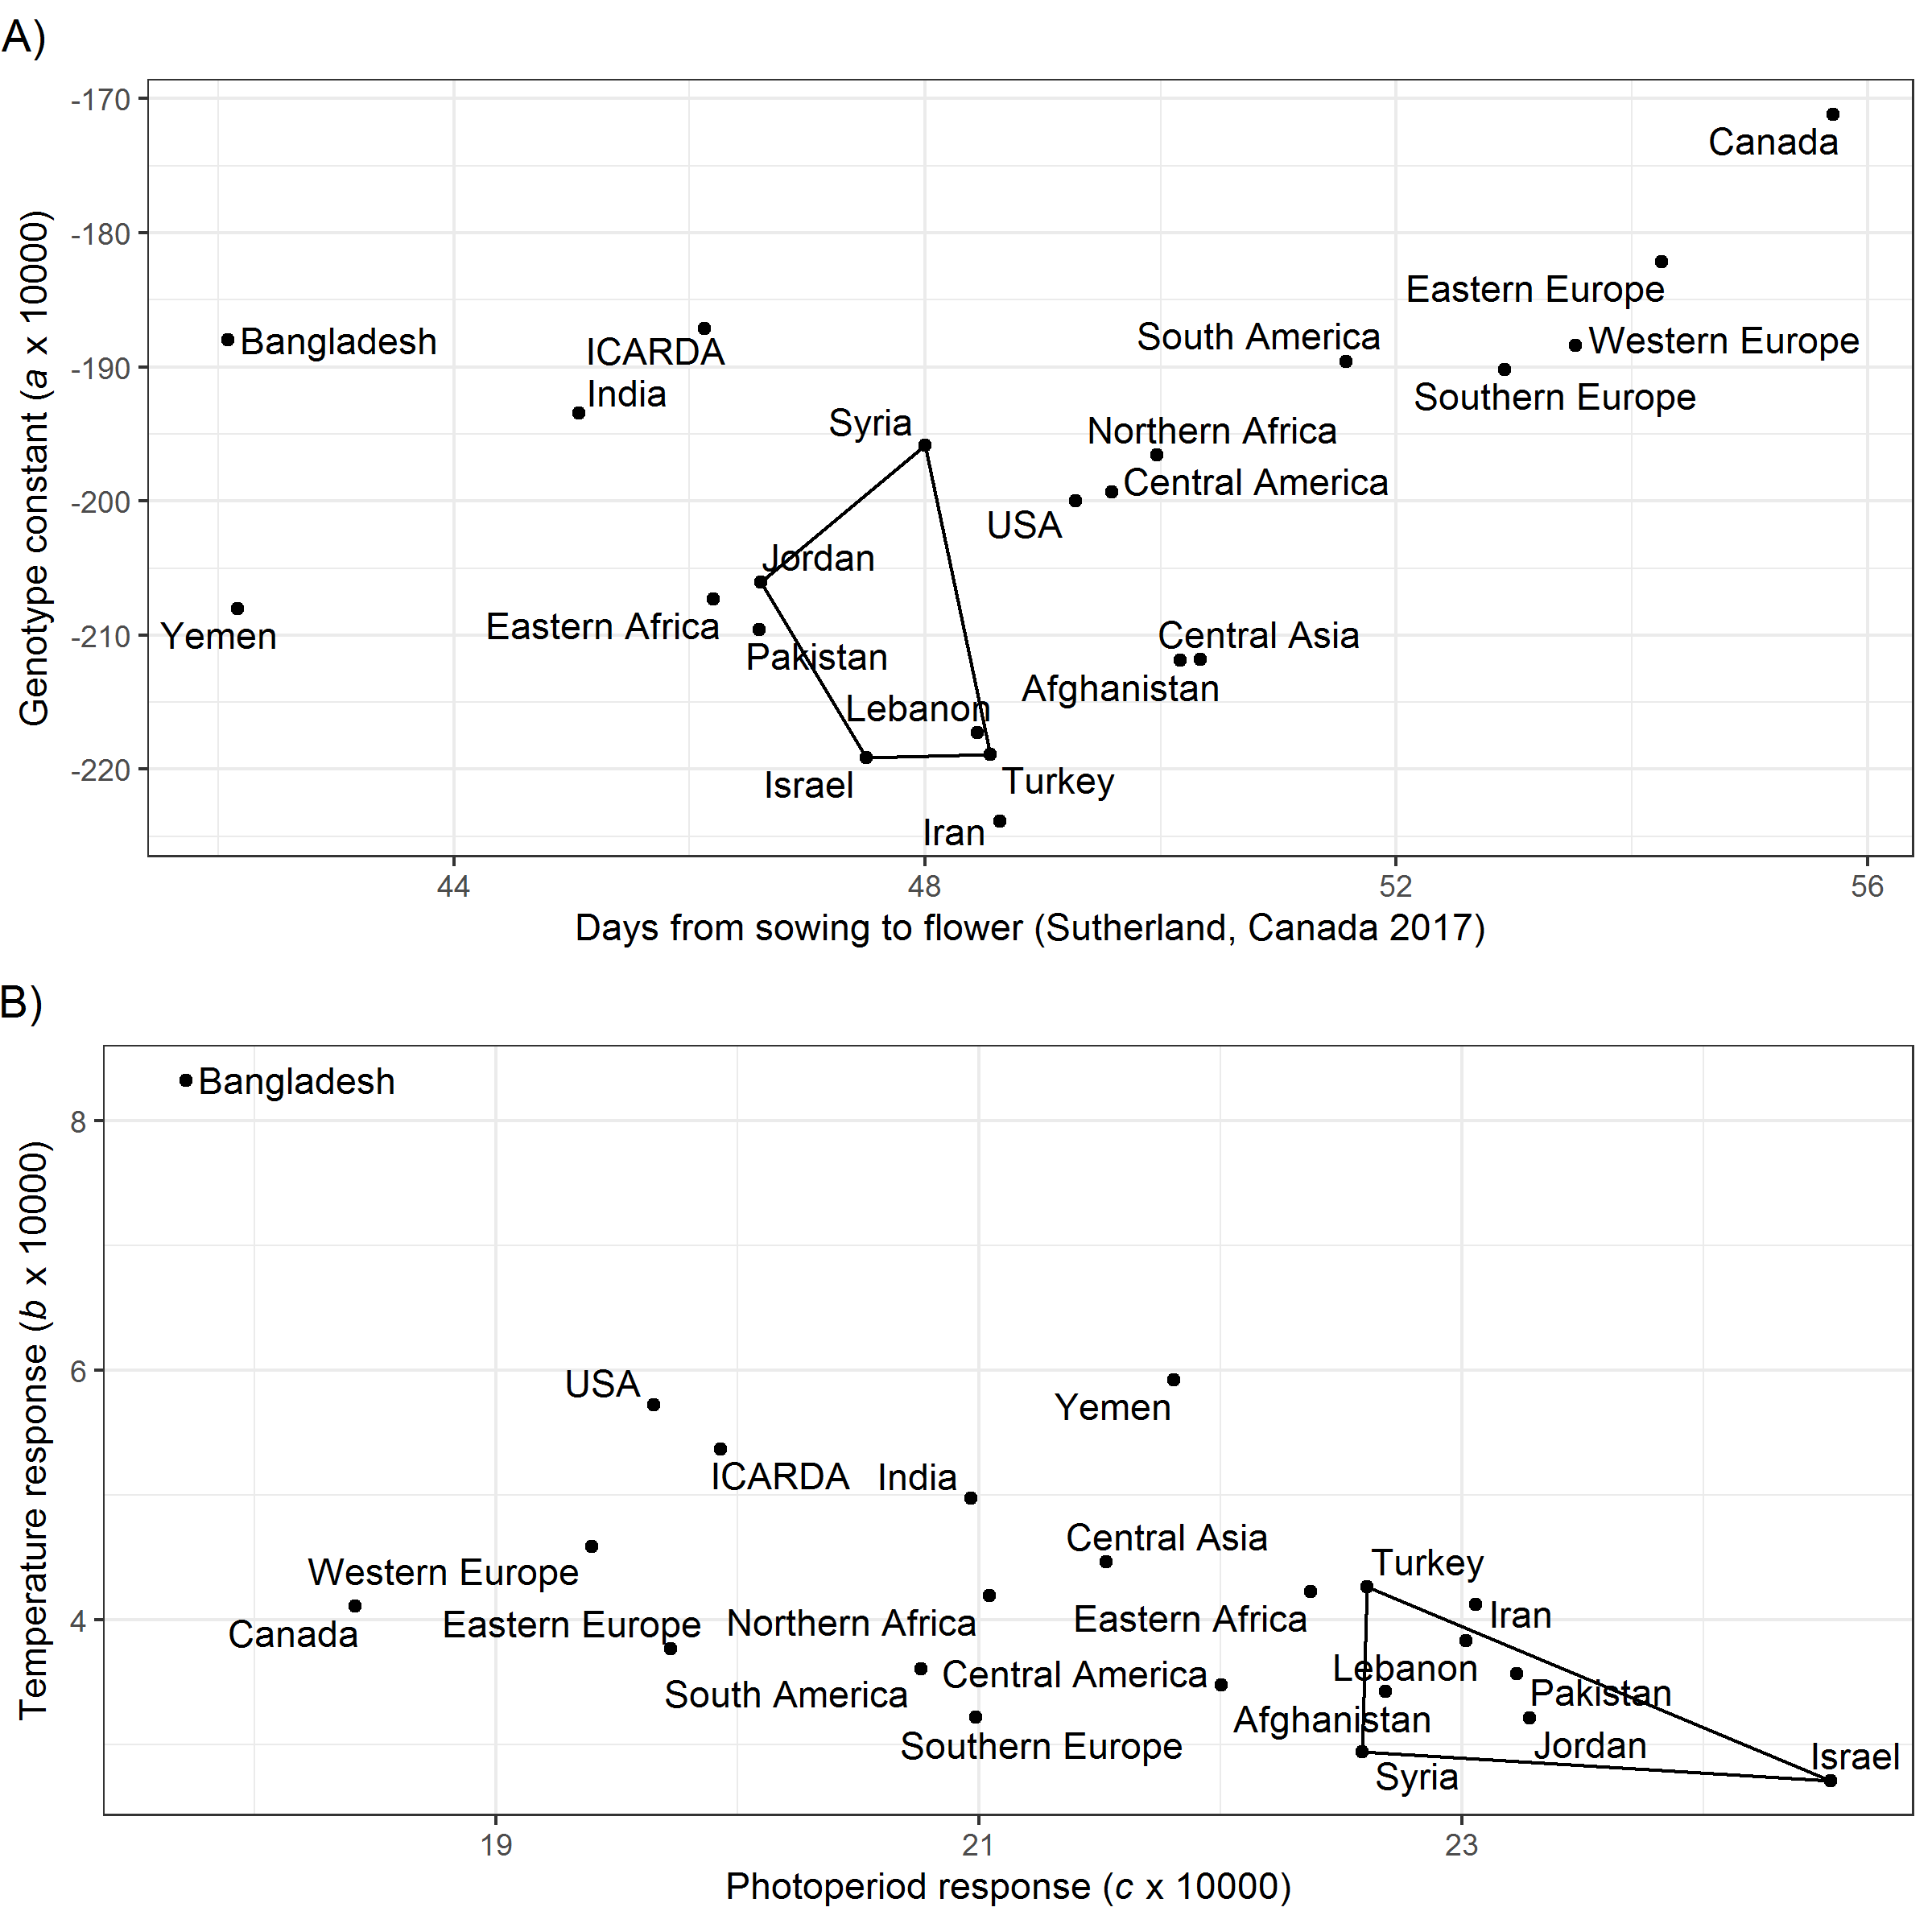 A)
-170
-180
-190
-200
-210
-220
Genotype constant (a x 10000)
Canada
Eastern Europe
South America
Western Europe
Bangladesh
ICARDA
India
Southern Europe
Syria
Northern Africa
Central America
USA
Jordan
Eastern Africa
Yemen
Pakistan
Central Asia
Afghanistan
Lebanon
Israel
Turkey
Iran
44
48
52
56
Days from sowing to flower (Sutherland, Canada 2017)
B)
8
6
4
Temperature response (b x 10000)
Bangladesh
USA
Yemen
ICARDA
India
Central Asia
Western Europe
Turkey
Canada
Eastern Europe
Northern Africa
Eastern Africa
Iran
Lebanon
South America
Central America
Pakistan
Afghanistan
Southern Europe
Jordan
Syria
Israel
19
21
23
Photoperiod response (c x 10000)